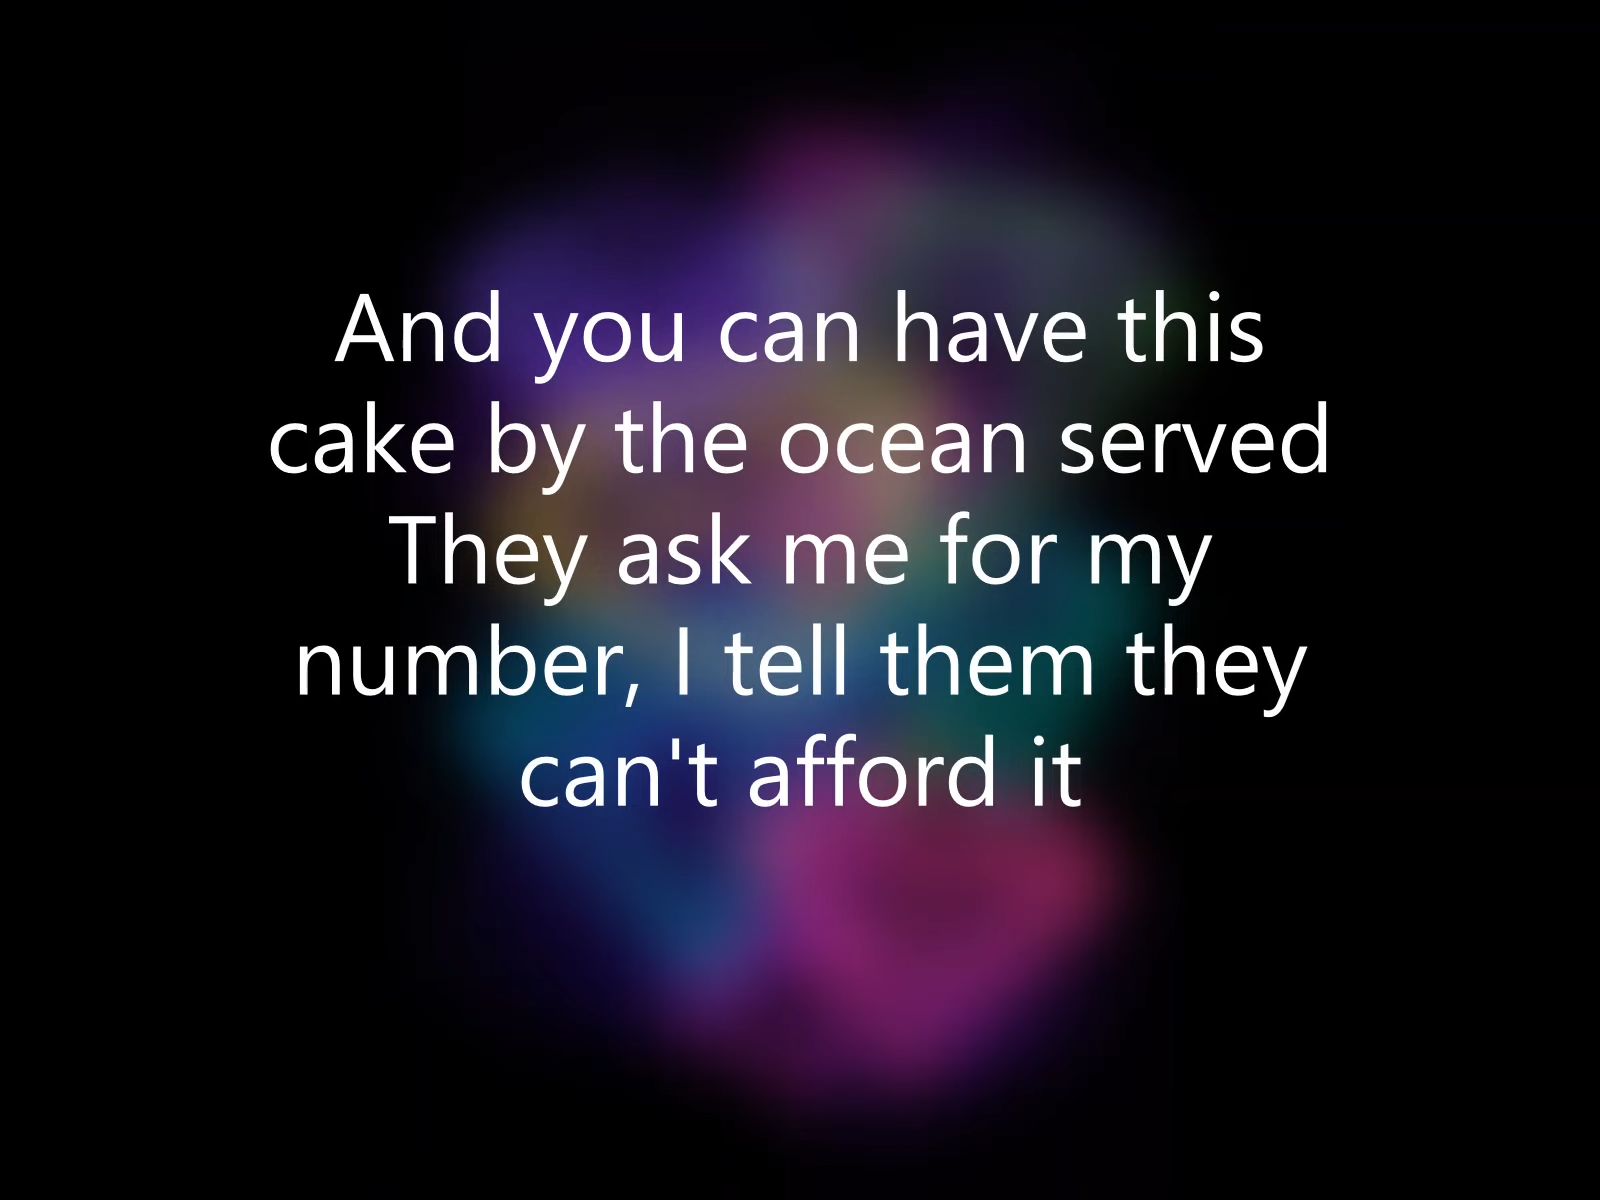 And you can have this
cake by the ocean served
They ask me for my
number, I tell them they
can't afford it